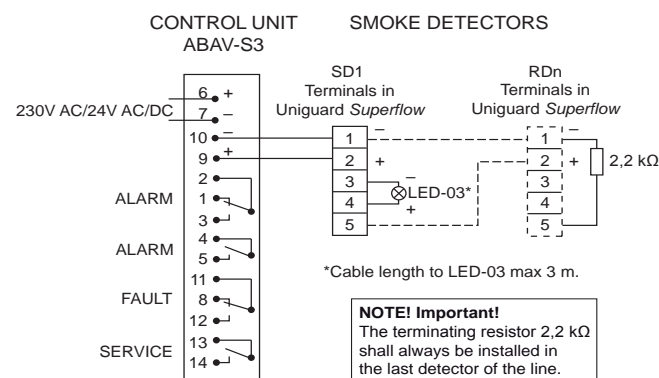 CONTROL UNIT
ABAV-S3
SMOKE DETECTORS
SD1
Terminals in
Uniguard Superflow
RDn
Terminals in
Uniguard Superflow
230V AC/24V AC/DC
6 +
7 –
10 –
9 +
2
1
3
4
5
11
8
12
13
14
ALARM
ALARM
FAULT
SERVICE
1 –
2 +
3 –
4 +
5
LED-03*
1 –
2 +
3
4
5
2,2 kΩ
*Cable length to LED-03 max 3 m.
NOTE! Important!
The terminating resistor 2,2 kΩ
shall always be installed in
the last detector of the line.